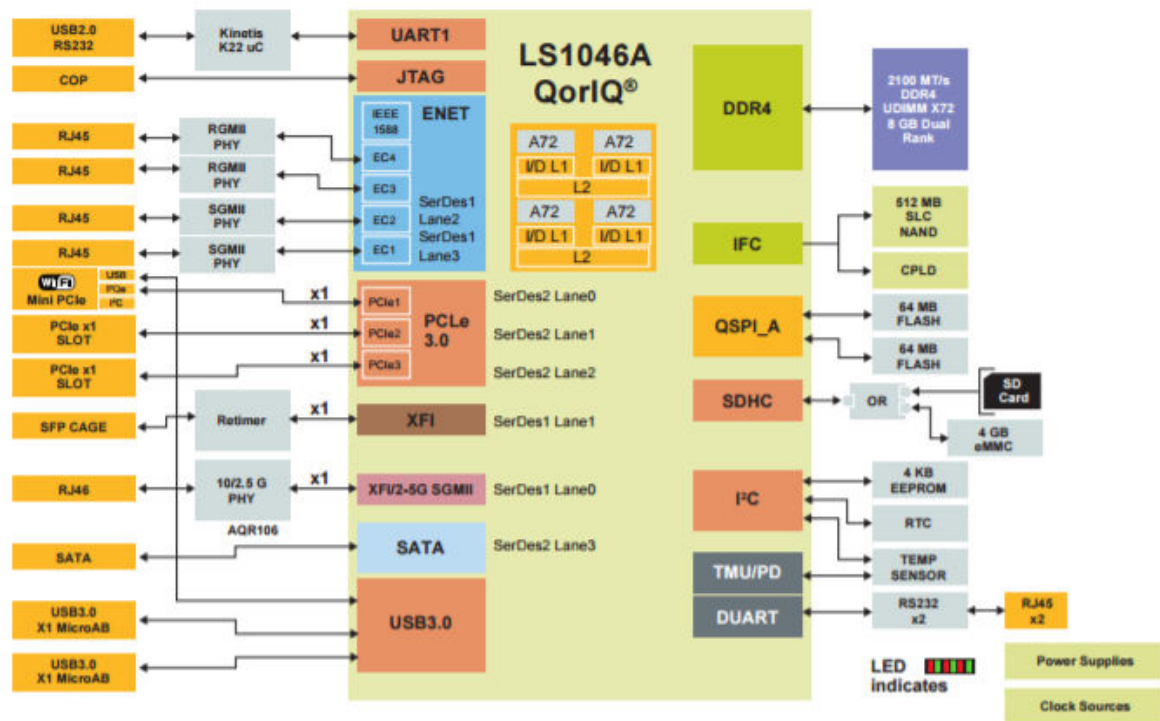 USB2.0
RS232
Kinetis
K22 uC
UART1
COP
JTAG
RJ45
RGMII
PHY
RJ45
RGMII
PHY
RJ45
SGMII
PHY
RJ45
SGMII
PHY
IEEE
1588
ENET
EC4
EC3
EC2
EC1
SerDes1
Lane2
SerDes1
Lane3
WiFi
Mini PCIe
USB
I²C
x1
PCIe1
SerDes2 Lane0
PCIe x1
SLOT
x1
PCIe2
PCLe
3.0
SerDes2 Lane1
PCIe x1
SLOT
x1
PCIe3
SerDes2 Lane2
SFP CAGE
Retimer
x1
XFI
SerDes1 Lane1
RJ46
10/2.5 G
PHY
AQR106
x1
XFI/2-5G SGMII
SerDes1 Lane0
SATA
SATA
SerDes2 Lane3
USB3.0
X1 MicroAB
USB3.0
X1 MicroAB
USB3.0
LS1046A
QorIQ®
A72
A72
I/D L1
I/D L1
L2
A72
A72
I/D L1
I/D L1
L2
DDR4
2100 MT/s
DDR4
UDIMM X72
8 GB Dual
Rank
IFC
512 MB
SLC
NAND
CPLD
QSPI_A
64 MB
FLASH
64 MB
FLASH
SDHC
OR
SD
Card
4 GB
eMMC
I²C
4 KB
EEPROM
RTC
TEMP
SENSOR
TMU/PD
DUART
RS232
x2
RJ45
x2
LED
indicates
Power Supplies
Clock Sources